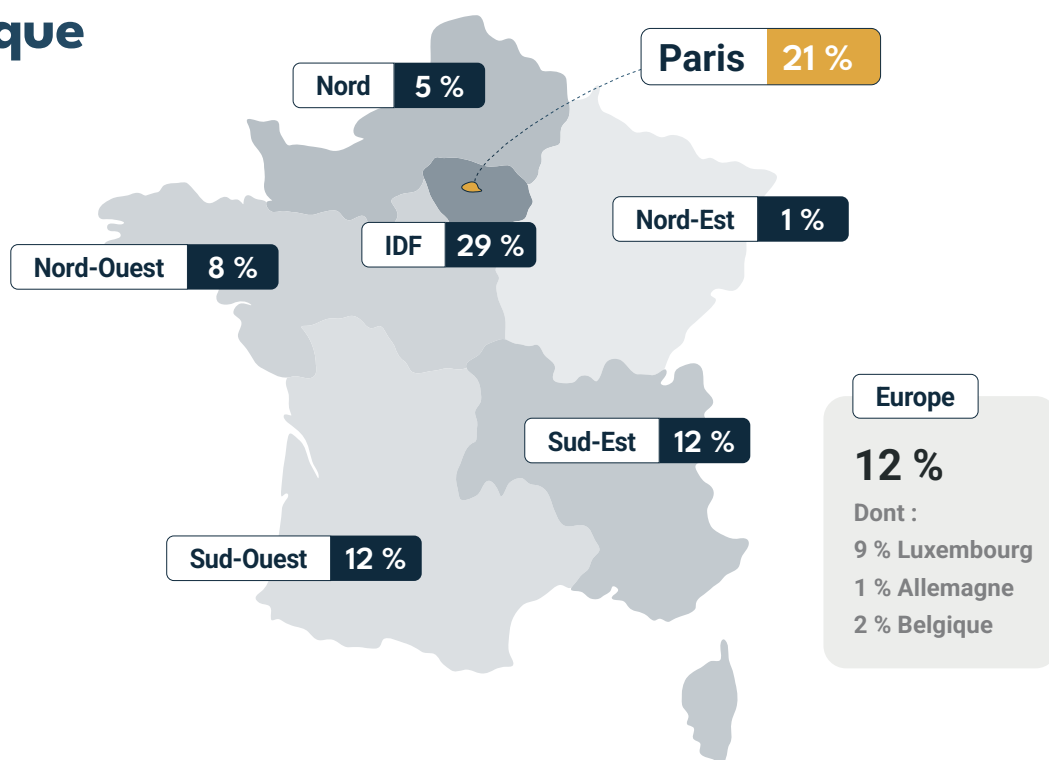 que
Paris 21 %
Nord 5 %
Nord-Est 1 %
IDF 29 %
Nord-Ouest 8 %
Sud-Est 12 %
Sud-Ouest 12 %
Europe
12 %
Dont :
9 % Luxembourg
1 % Allemagne
2 % Belgique